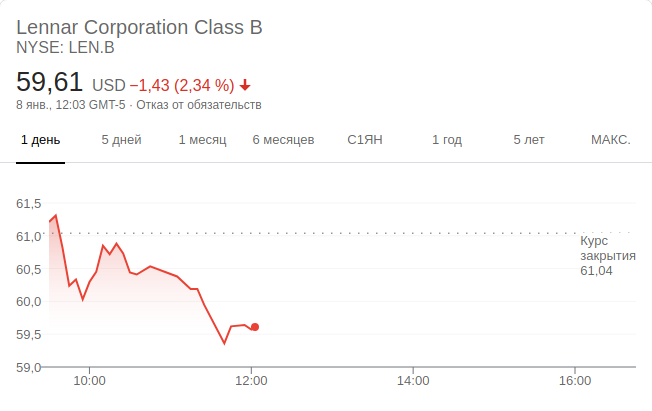 Lennar Corporation Class B
NYSE: LEN.B
59,61 USD −1,43 (2,34 %)
8 янв., 12:03 GMT-5 · Отказ от обязательств
1 день 5 дней 1 месяц 6 месяцев С1ЯН 1 год 5 лет МАКС.
61,5
61,0
Курс
закрытия
60,5
61,04
60,0
59,5
59,0
10:00 12:00 14:00 16:00